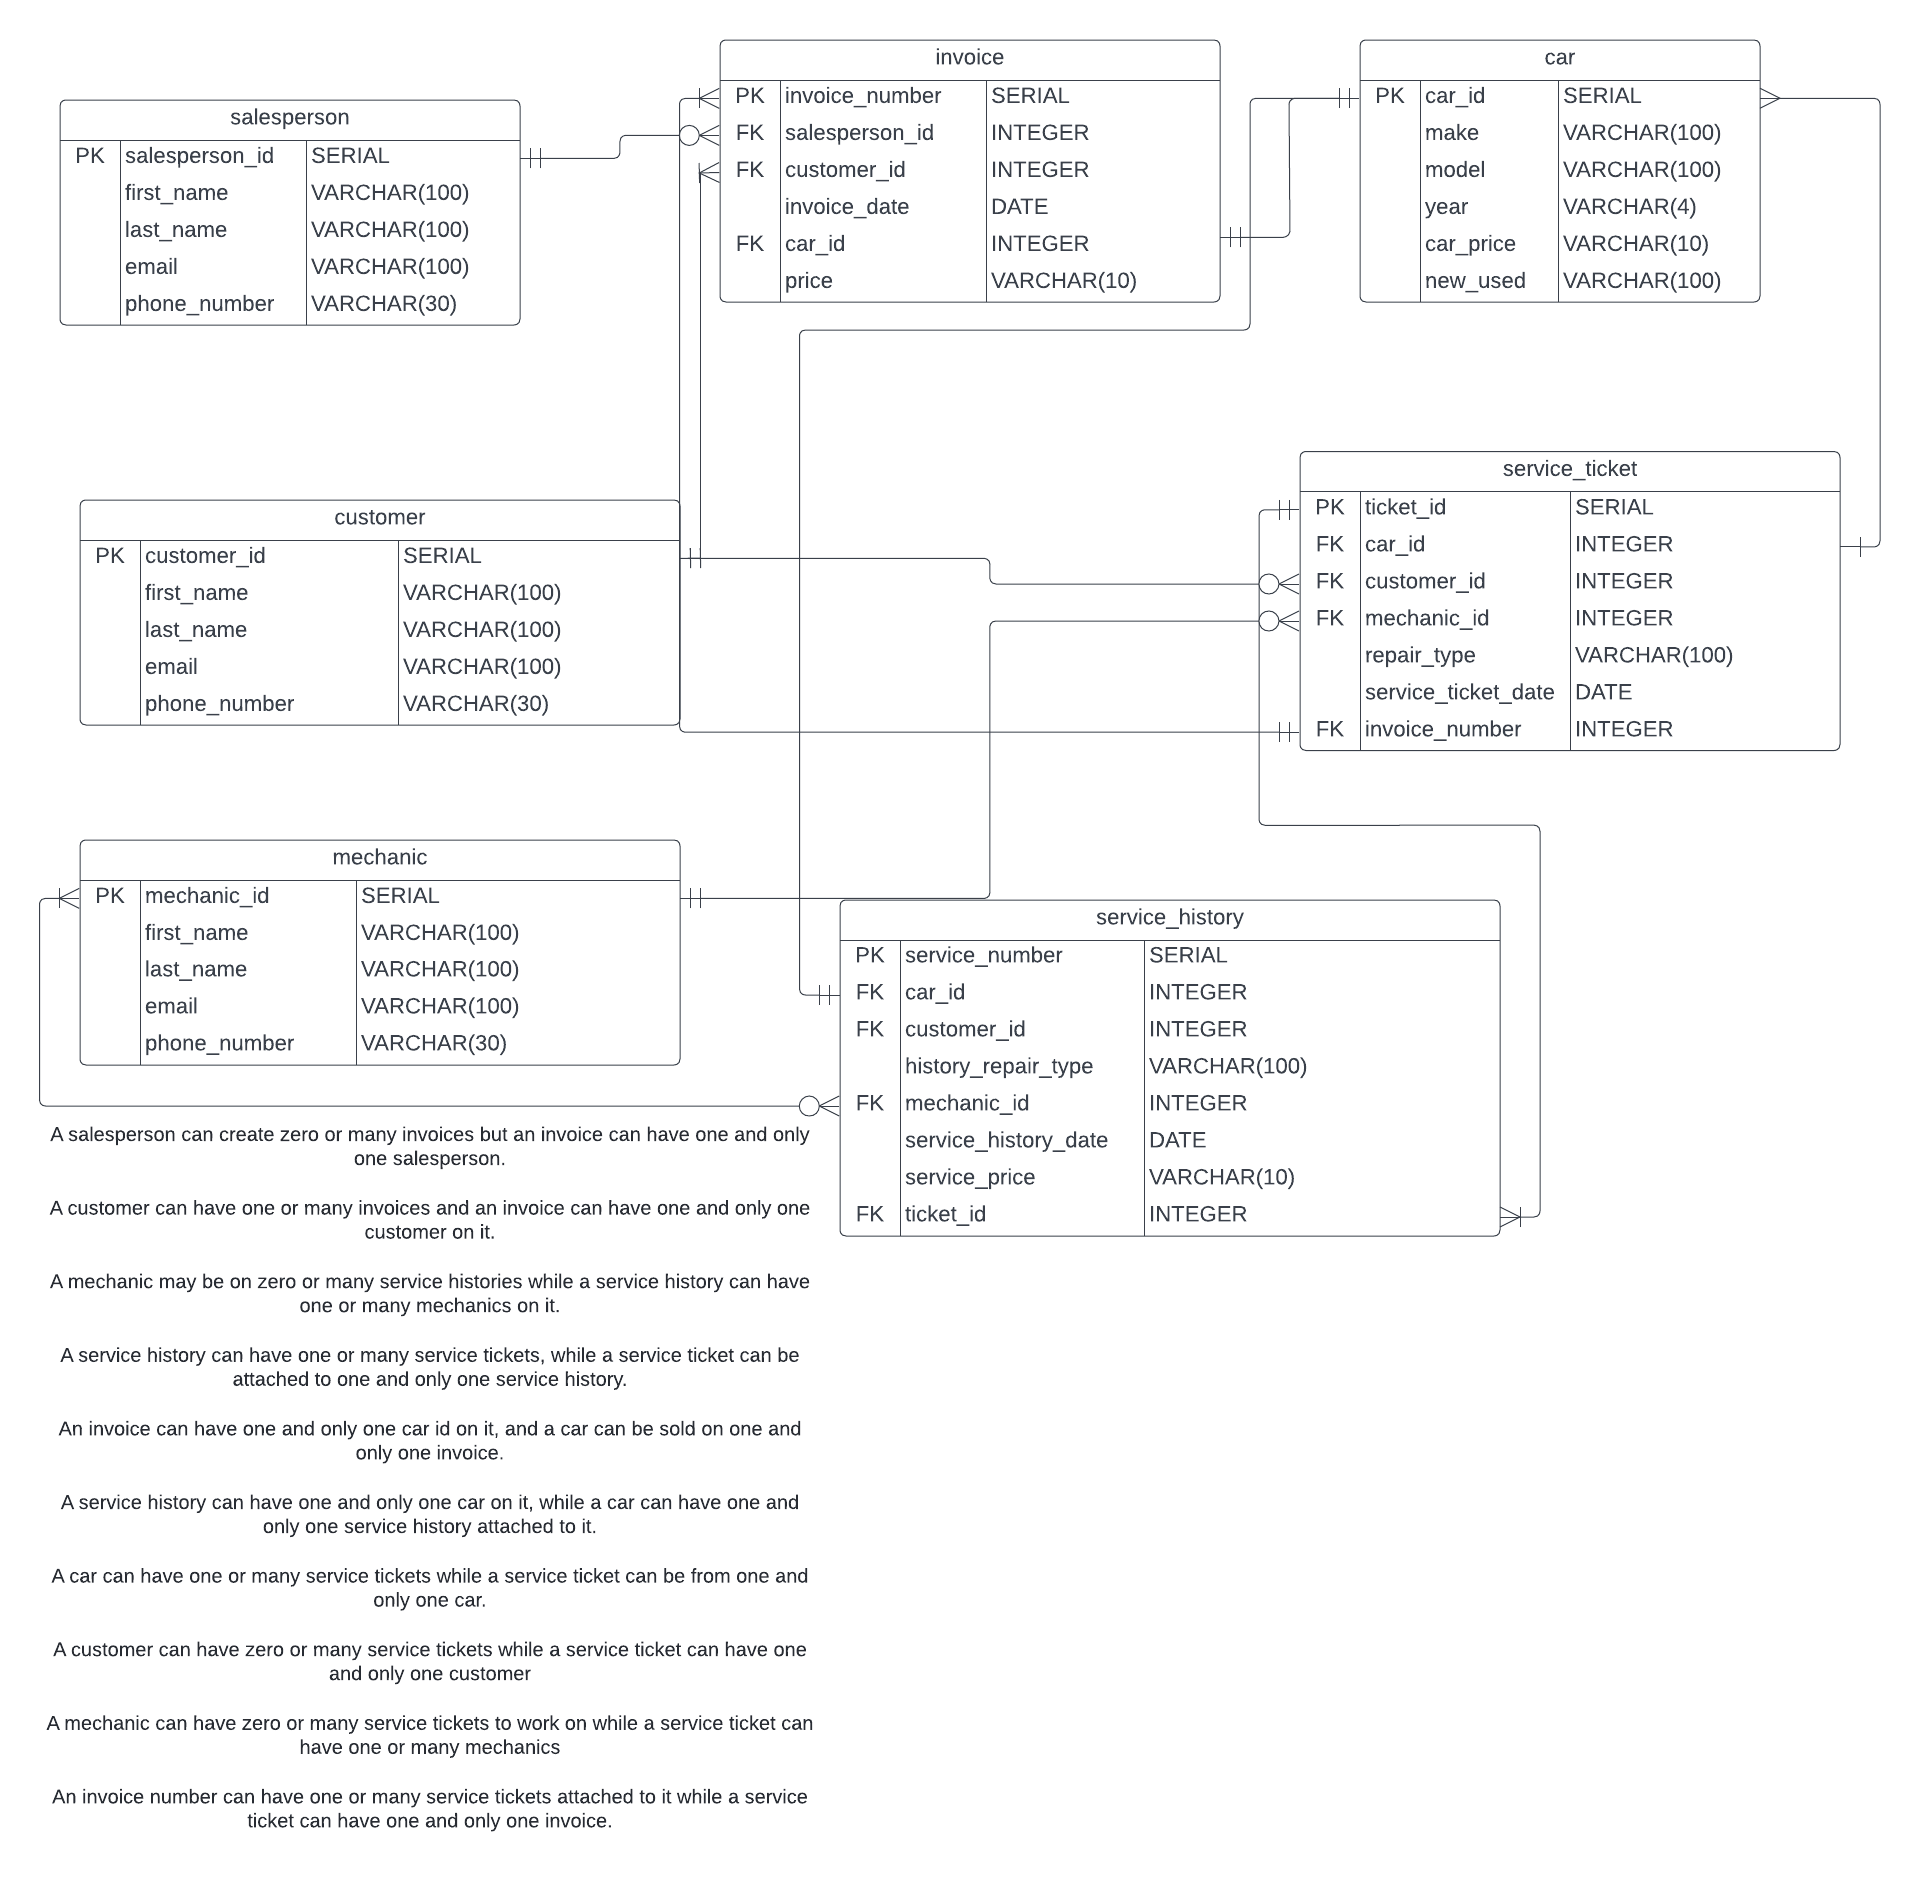 salesperson
PK salesperson_id SERIAL
first_name VARCHAR(100)
last_name VARCHAR(100)
email VARCHAR(100)
phone_number VARCHAR(30)
invoice
PK invoice_number SERIAL
FK salesperson_id INTEGER
FK customer_id INTEGER
invoice_date DATE
FK car_id INTEGER
price VARCHAR(10)
car
PK car_id SERIAL
make VARCHAR(100)
model VARCHAR(100)
year VARCHAR(4)
car_price VARCHAR(10)
new_used VARCHAR(100)
customer
PK customer_id SERIAL
first_name VARCHAR(100)
last_name VARCHAR(100)
email VARCHAR(100)
phone_number VARCHAR(30)
service_ticket
PK ticket_id SERIAL
FK car_id INTEGER
FK customer_id INTEGER
FK mechanic_id INTEGER
repair_type VARCHAR(100)
service_ticket_date DATE
FK invoice_number INTEGER
mechanic
PK mechanic_id SERIAL
first_name VARCHAR(100)
last_name VARCHAR(100)
email VARCHAR(100)
phone_number VARCHAR(30)
service_history
PK service_number SERIAL
FK car_id INTEGER
FK customer_id INTEGER
history_repair_type VARCHAR(100)
FK mechanic_id INTEGER
service_history_date DATE
service_price VARCHAR(10)
FK ticket_id INTEGER
A salesperson can create zero or many invoices but an invoice can have one and only
one salesperson.
A customer can have one or many invoices and an invoice can have one and only one
customer on it.
A mechanic may be on zero or many service histories while a service history can have
one or many mechanics on it.
A service history can have one or many service tickets, while a service ticket can be
attached to one and only one service history.
An invoice can have one and only one car id on it, and a car can be sold on one and
only one invoice.
A service history can have one and only one car on it, while a car can have one and
only one service history attached to it.
A car can have one or many service tickets while a service ticket can be from one and
only one car.
A customer can have zero or many service tickets while a service ticket can have one
and only one customer
A mechanic can have zero or many service tickets to work on while a service ticket can
have one or many mechanics
An invoice number can have one or many service tickets attached to it while a service
ticket can have one and only one invoice.